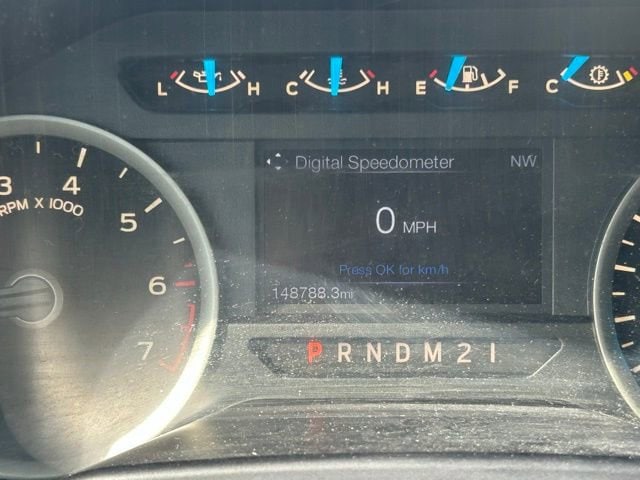 L H C H E F C
Digital Speedometer NW
0 MPH
Press OK for km/h
148788.3mi
3 4 5 6 7
RPM X 1000
P R N D M 2 1